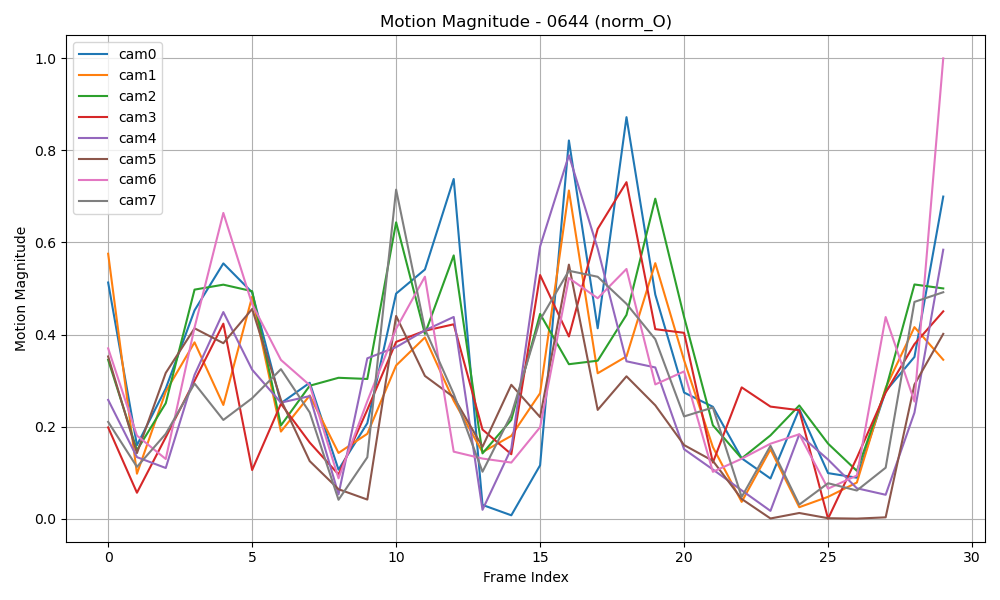 Motion Magnitude - 0644 (norm_O)
cam0
cam1
cam2
cam3
cam4
cam5
cam6
cam7
Motion Magnitude
1.0
0.8
0.6
0.4
0.2
0.0
0 5 10 15 20 25 30
Frame Index